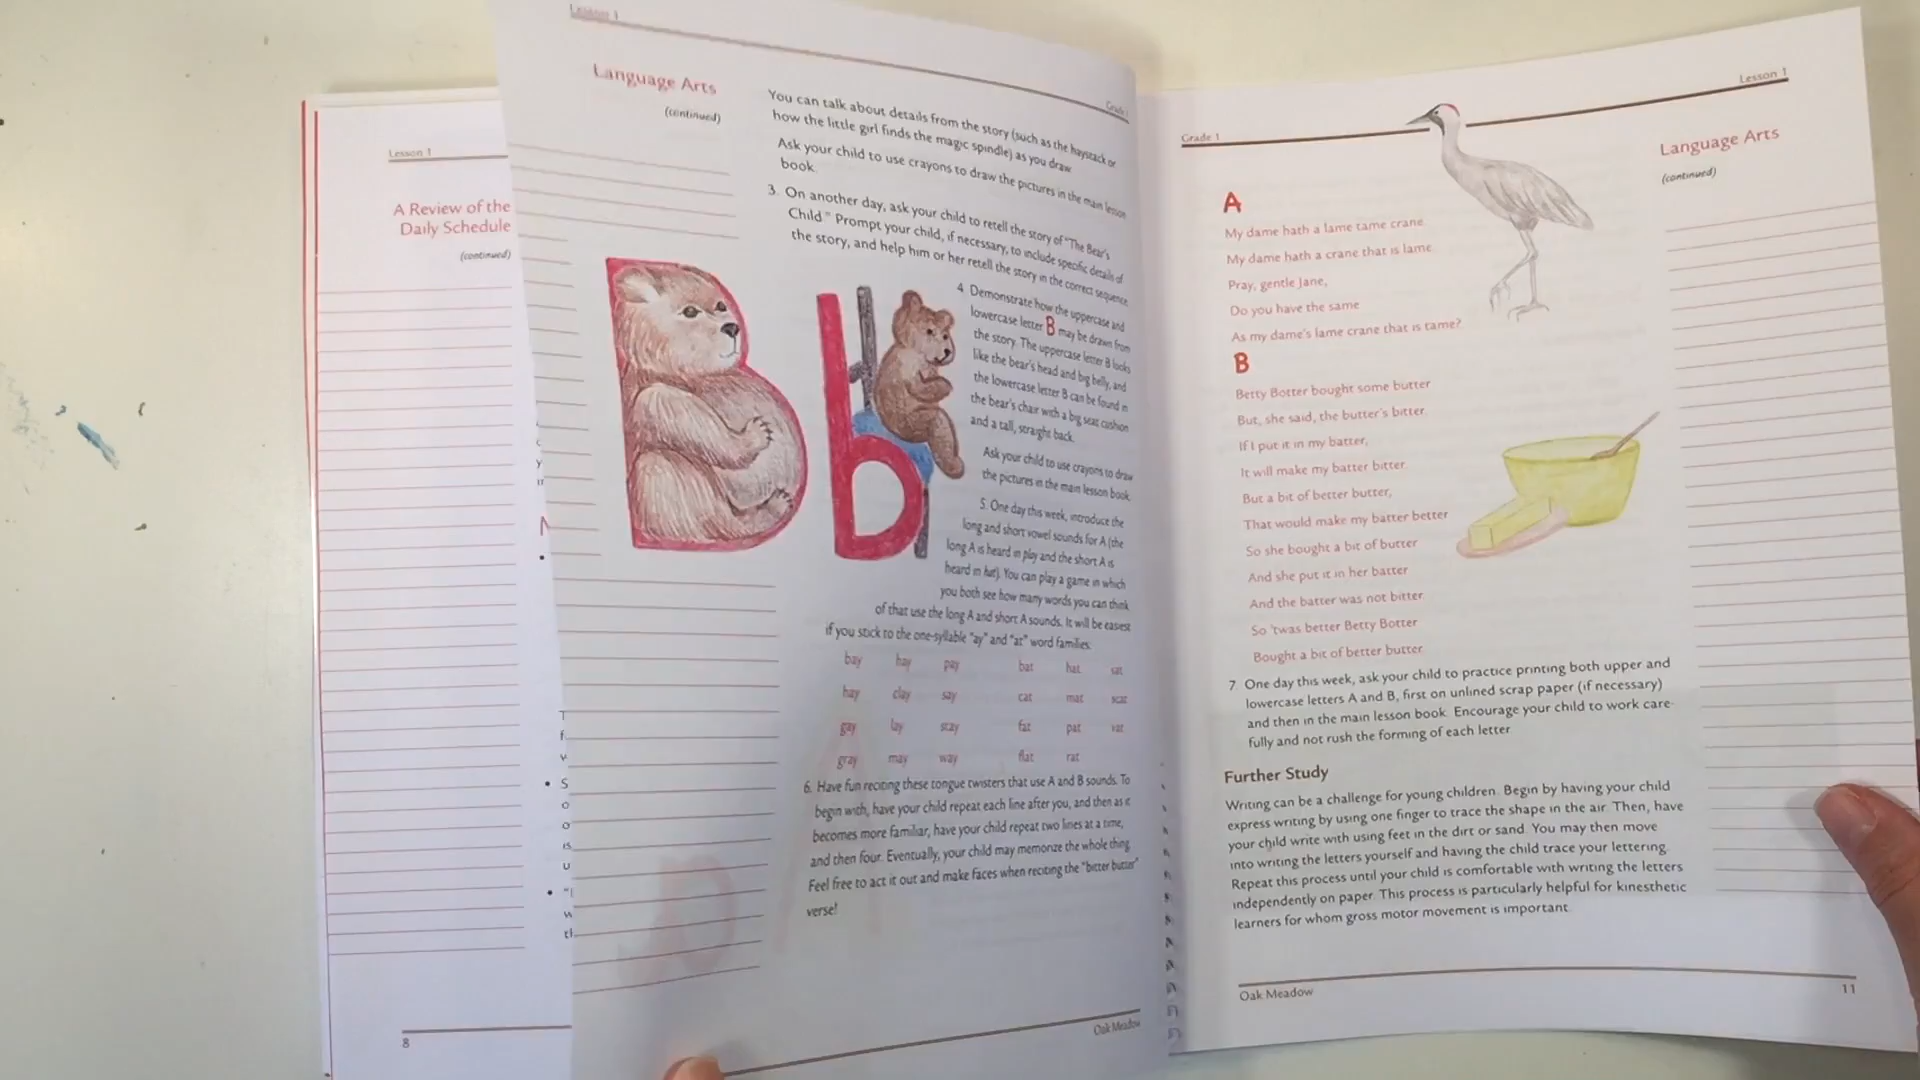 Lesson 1
A Review of the
Daily Schedule
(continued)
8
Lesson 1
Grade 1
Language Arts
(continued)
You can talk about details from the story (such as the haystack or
how the little girl finds the magic spindle) as you draw
Ask your child to use crayons to draw the pictures in the main lesson
book.
3. On another day, ask your child to retell the story of "The Bear's
Child" Prompt your child, if necessary, to include specific details of
the story, and help him or her retell the story in the correct sequence
4 Demonstrate how the uppercase and
lowercase letter B may be drawn from
the story. The uppercase letter B looks
like the bear's head and big belly, and
the lowercase letter B can be found in
the bear's chair with a big seat cushion
and a tall, straight back.
Ask your child to use crayons to draw
the pictures in the main lesson book.
5. One day this week, introduce the
long and short vowel sounds for A (the
long A is heard in play and the short A is
heard in hat). You can play a game in which
you both see how many words you can think
of that use the long A and short A sounds. It will be easiest
if you stick to the one-syllable "ay" and "at" word families.
bay hay pay bat hat sat
hay clay say cat mat scat
gay lay stay fat pat vat
gray may way flat rat
6. Have fun reciting these tongue twisters that use A and B sounds. To
begin with, have your child repeat each line after you, and then as it
becomes more familiar, have your child repeat two lines at a time,
and then four. Eventually, your child may memorize the whole thing.
Feel free to act it out and make faces when reciting the "bitter butter"
verse!
Bb
Oak Meadow
Grade 1
Lesson 1
Language Arts
(continued)
A
My dame hath a lame tame crane.
My dame hath a crane that is lame
Pray, gentle Jane,
Do you have the same
As my dame's lame crane that is tame?
B
Betty Botter bought some butter
But, she said, the butter's bitter.
If I put it in my batter,
It will make my batter bitter.
But a bit of better butter,
That would make my batter better
So she bought a bit of butter
And she put it in her batter
And the batter was not bitter.
So 'twas better Betty Botter
Bought a bit of better butter.
7. One day this week, ask your child to practice printing both upper and
lowercase letters A and B, first on unlined scrap paper (if necessary)
and then in the main lesson book. Encourage your child to work care-
fully and not rush the forming of each letter
Further Study
Writing can be a challenge for young children. Begin by having your child
express writing by using one finger to trace the shape in the air. Then, have
your child write with using feet in the dirt or sand. You may then move
into writing the letters yourself and having the child trace your lettering.
Repeat this process until your child is comfortable with writing the letters
independently on paper. This process is particularly helpful for kinesthetic
learners for whom gross motor movement is important.
Oak Meadow
11